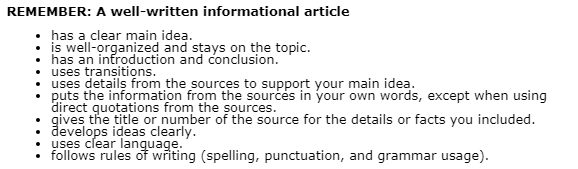 REMEMBER: A well-written informational article
• has a clear main idea.
• is well-organized and stays on the topic.
• has an introduction and conclusion.
• uses transitions.
• uses details from the sources to support your main idea.
• puts the information from the sources in your own words, except when using
direct quotations from the sources.
• gives the title or number of the source for the details or facts you included.
• develops ideas clearly.
• uses clear language.
• follows rules of writing (spelling, punctuation, and grammar usage).